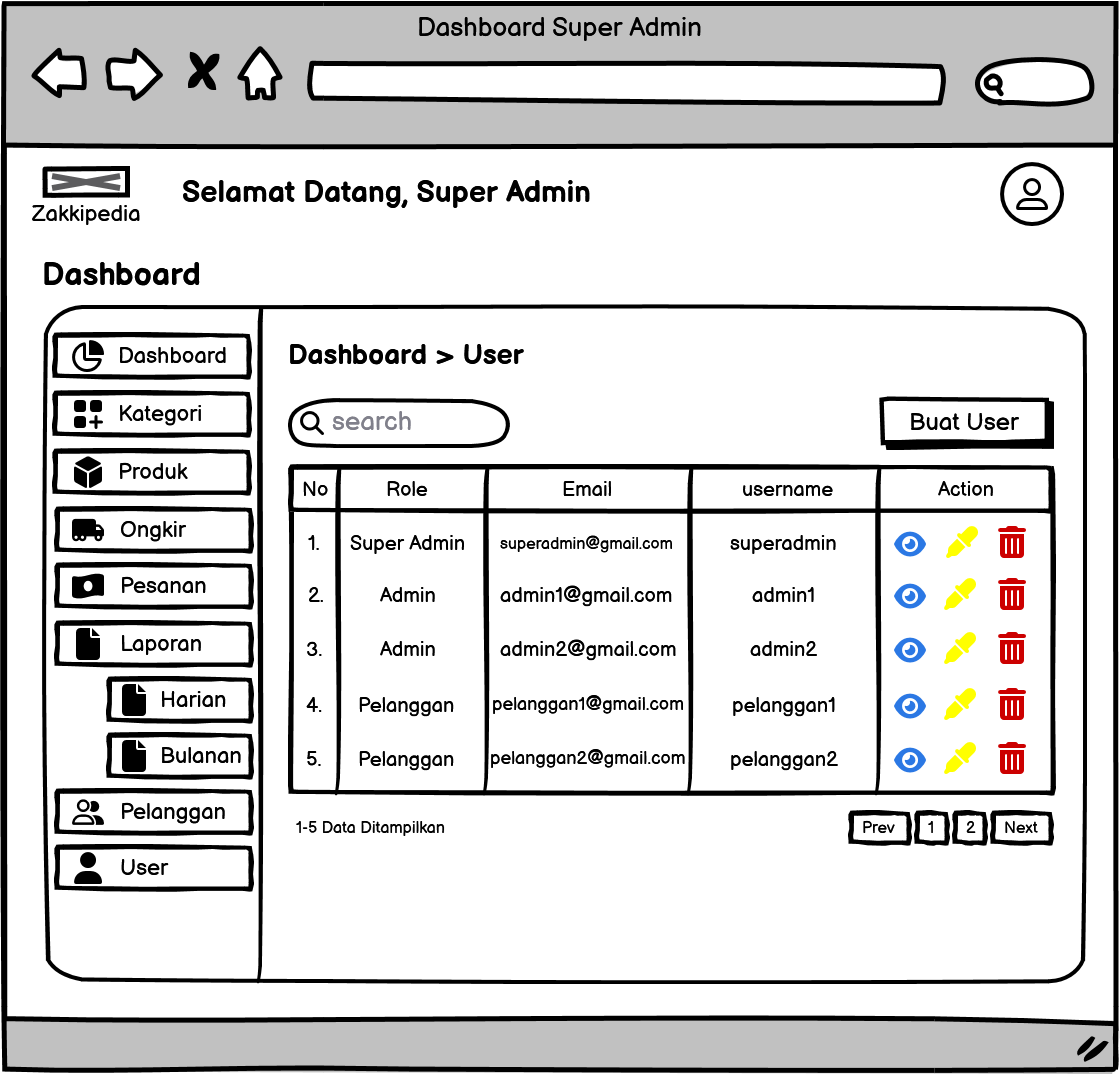 Dashboard Super Admin
Zakkipedia
Selamat Datang, Super Admin
Dashboard
Dashboard
Kategori
Produk
Ongkir
Pesanan
Laporan
Harian
Bulanan
Pelanggan
User
Dashboard > User
search
Buat User
No Role Email username Action
1. Super Admin superadmin@gmail.com superadmin
2. Admin admin1@gmail.com admin1
3. Admin admin2@gmail.com admin2
4. Pelanggan pelanggan1@gmail.com pelanggan1
5. Pelanggan pelanggan2@gmail.com pelanggan2
1-5 Data Ditampilkan
Prev 1 2 Next